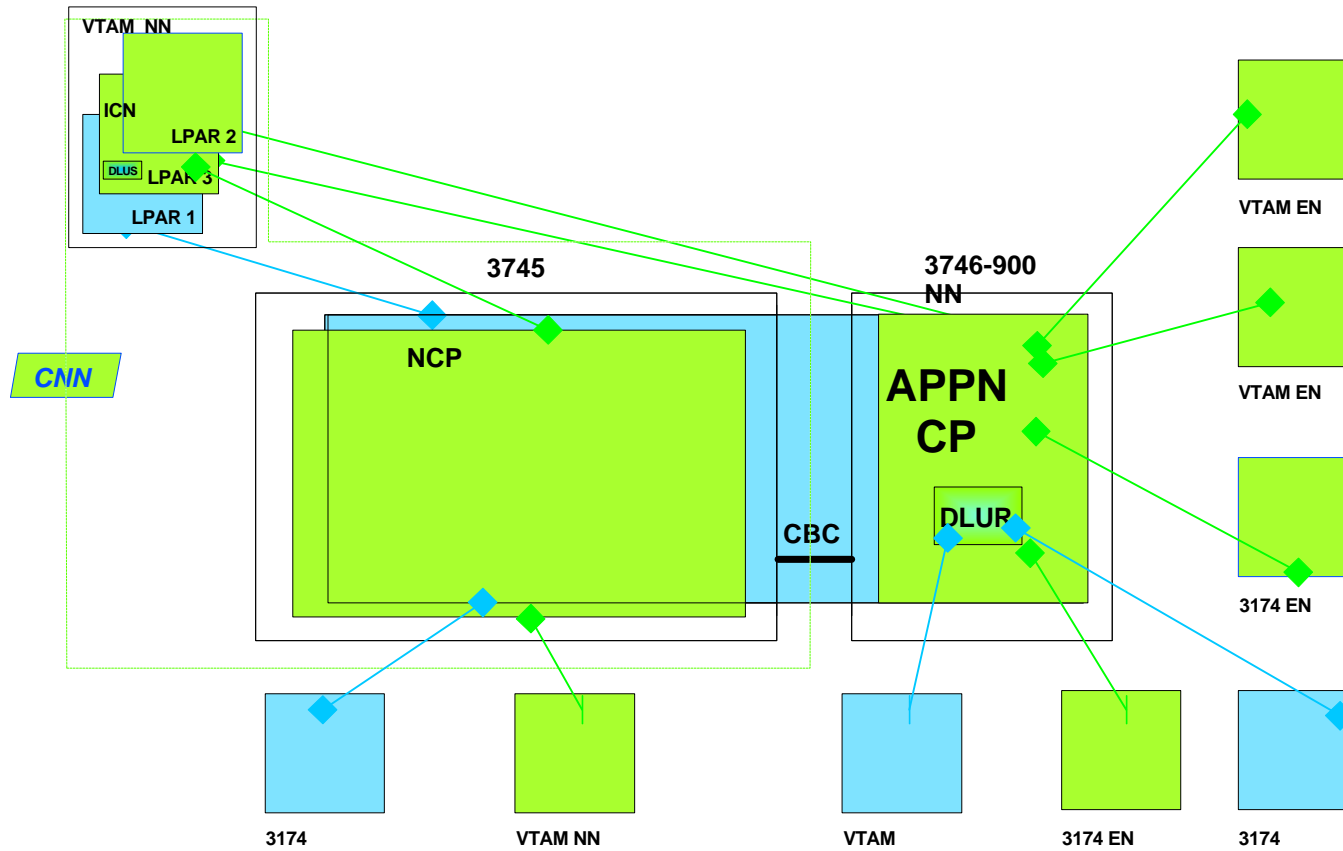 VTAM NN
ICN
LPAR 2
DLUS
LPAR 3
LPAR 1
VTAM EN
3745
3746-900
NN
NCP
CNN
APPN
CP
VTAM EN
DLUR
CBC
3174 EN
3174
VTAM NN
VTAM
3174 EN
3174